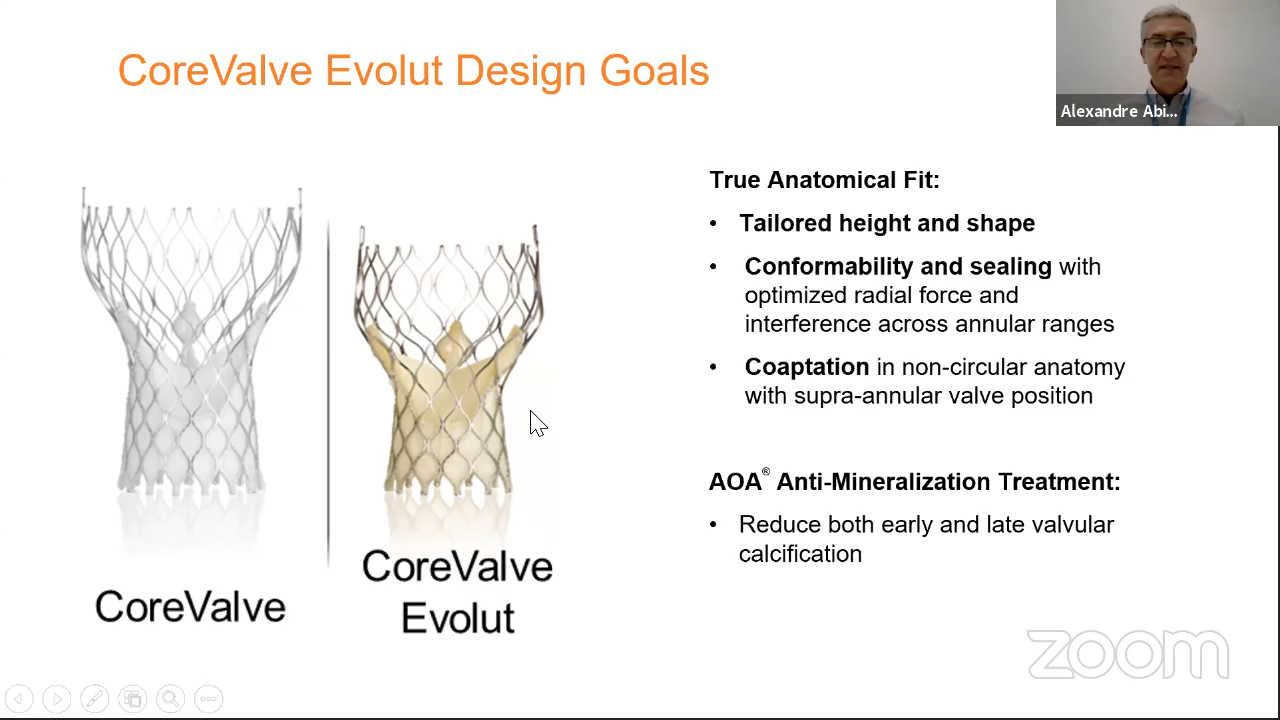 CoreValve Evolut Design Goals
Alexandre Abi...
True Anatomical Fit:
• Tailored height and shape
• Conformability and sealing with
optimized radial force and
interference across annular ranges
• Coaptation in non-circular anatomy
with supra-annular valve position
AOA® Anti-Mineralization Treatment:
• Reduce both early and late valvular
calcification
CoreValve
CoreValve
Evolut
zoom